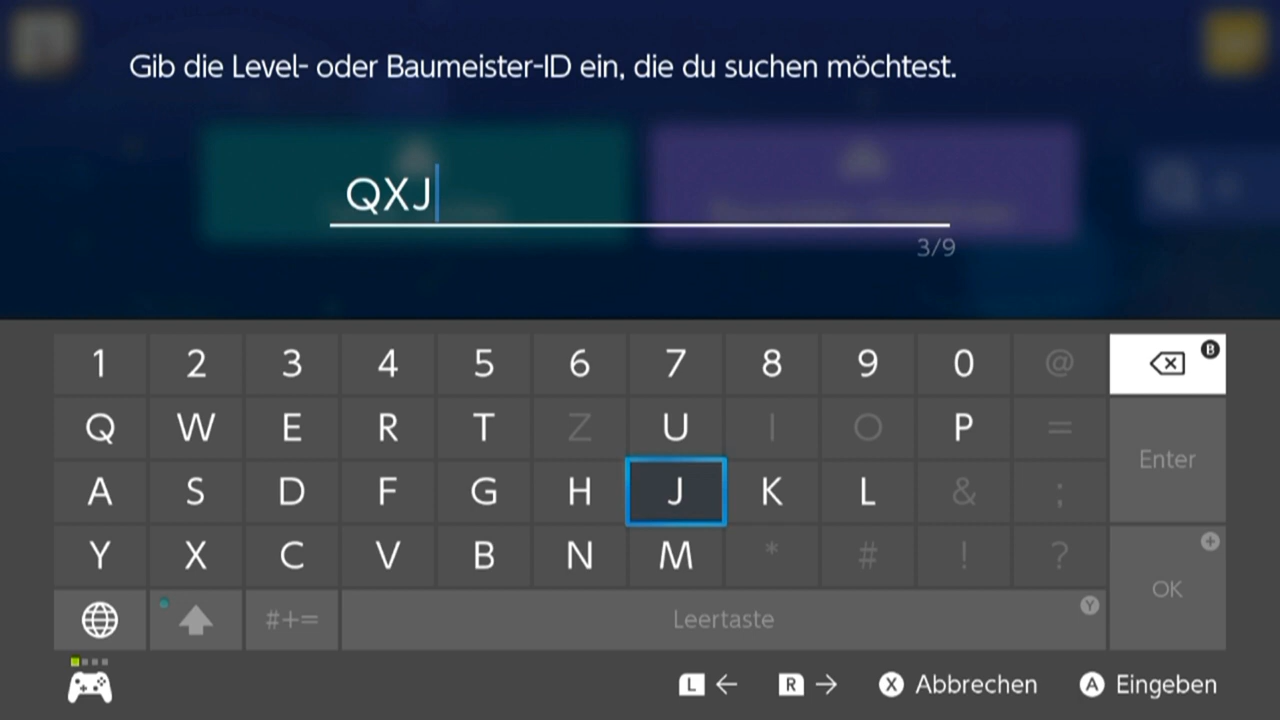 Gib die Level- oder Baumeister-ID ein, die du suchen möchtest.
QXJ
3/9
1 2 3 4 5 6 7 8 9 0 @ B
Q W E R T Z U I O P = Enter
A S D F G H J K L & ;
Y X C V B N M * # ! ? + OK
#+= Leertaste Y
L ← R → X Abbrechen A Eingeben